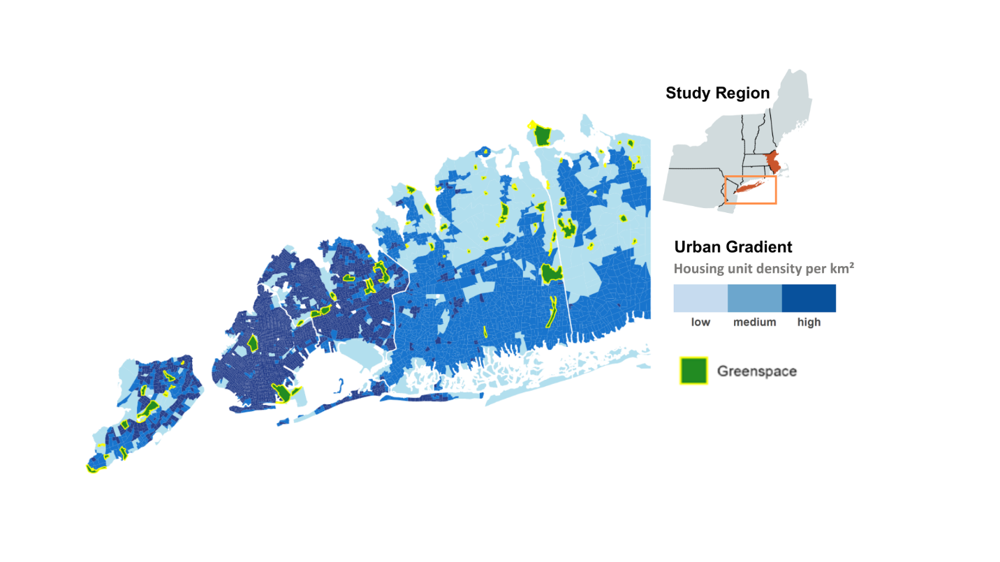 Study Region
Urban Gradient
Housing unit density per km²
low medium high
Greenspace